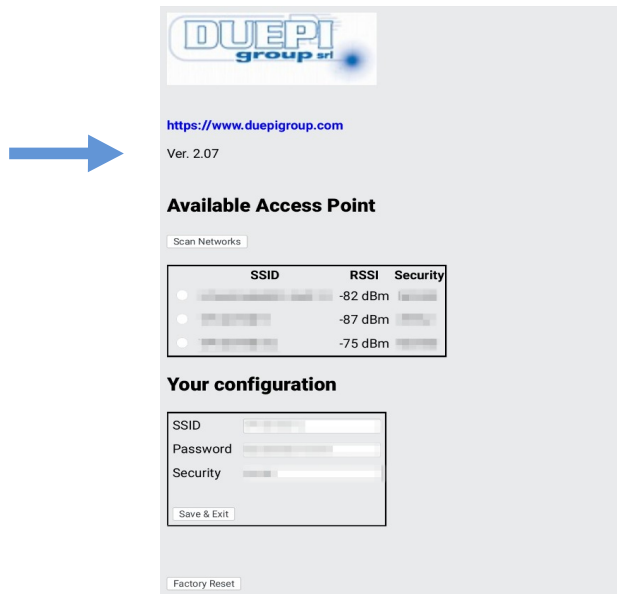 DUEPI
group srl
https://www.duepigroup.com
Ver. 2.07
Available Access Point
Scan Networks
SSID RSSI Security
-82 dBm
-87 dBm
-75 dBm
Your configuration
SSID
Password
Security
Save & Exit
Factory Reset